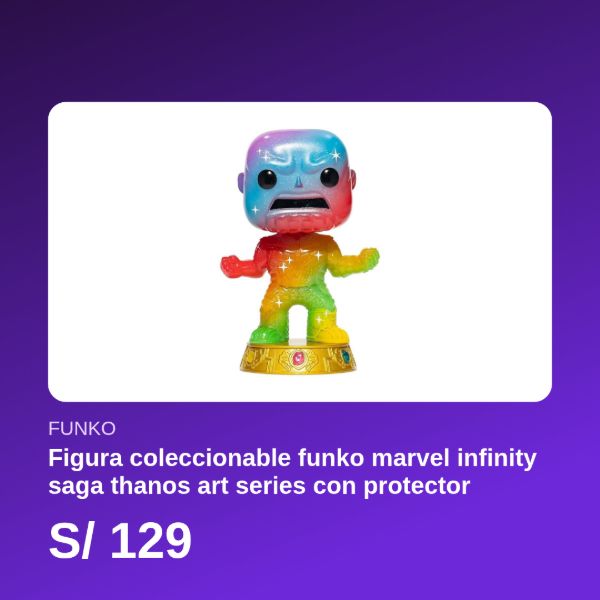 FUNKO
Figura coleccionable funko marvel infinity
saga thanos art series con protector
S/ 129